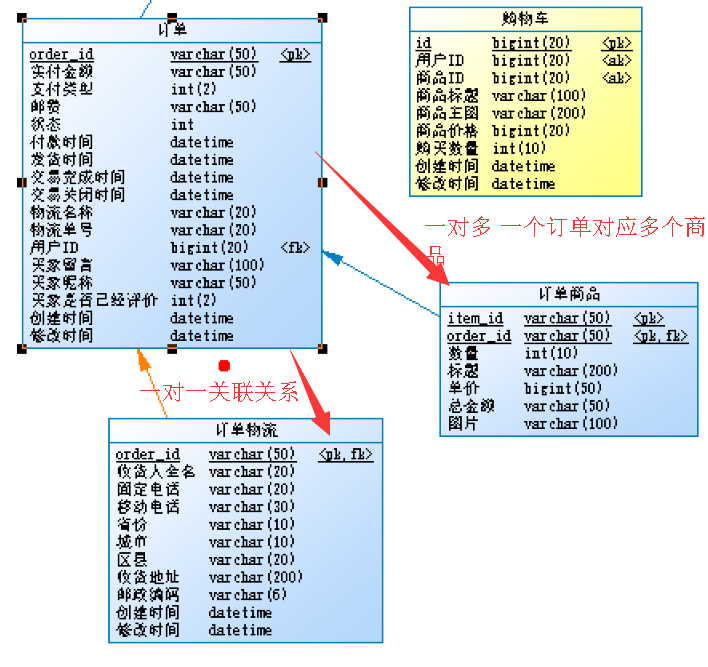 订单
order_id varchar(50) <pk>
实付金额 varchar(50)
支付类型 int(2)
邮费 varchar(50)
状态 int
付款时间 datetime
发货时间 datetime
交易完成时间 datetime
交易关闭时间 datetime
物流名称 varchar(20)
物流单号 varchar(20)
用户ID bigint(20) <fk>
买家留言 varchar(100)
买家昵称 varchar(50)
买家是否已经评价 int(2)
创建时间 datetime
修改时间 datetime
购物车
id bigint(20) <pk>
用户ID bigint(20) <ak>
商品ID bigint(20) <ak>
商品标题 varchar(100)
商品主图 varchar(200)
商品价格 bigint(20)
购买数量 int(10)
创建时间 datetime
修改时间 datetime
一对多 一个订单对应多个商
品
订单商品
item_id varchar(50) <pk>
order_id varchar(50) <pk,fk>
数量 int(10)
标题 varchar(200)
单价 bigint(50)
总金额 varchar(50)
图片 varchar(100)
一对一关联关系
订单物流
order_id varchar(50) <pk,fk>
收货人全名 varchar(20)
固定电话 varchar(20)
移动电话 varchar(30)
省份 varchar(10)
城市 varchar(10)
区县 varchar(20)
收货地址 varchar(200)
邮政编码 varchar(6)
创建时间 datetime
修改时间 datetime